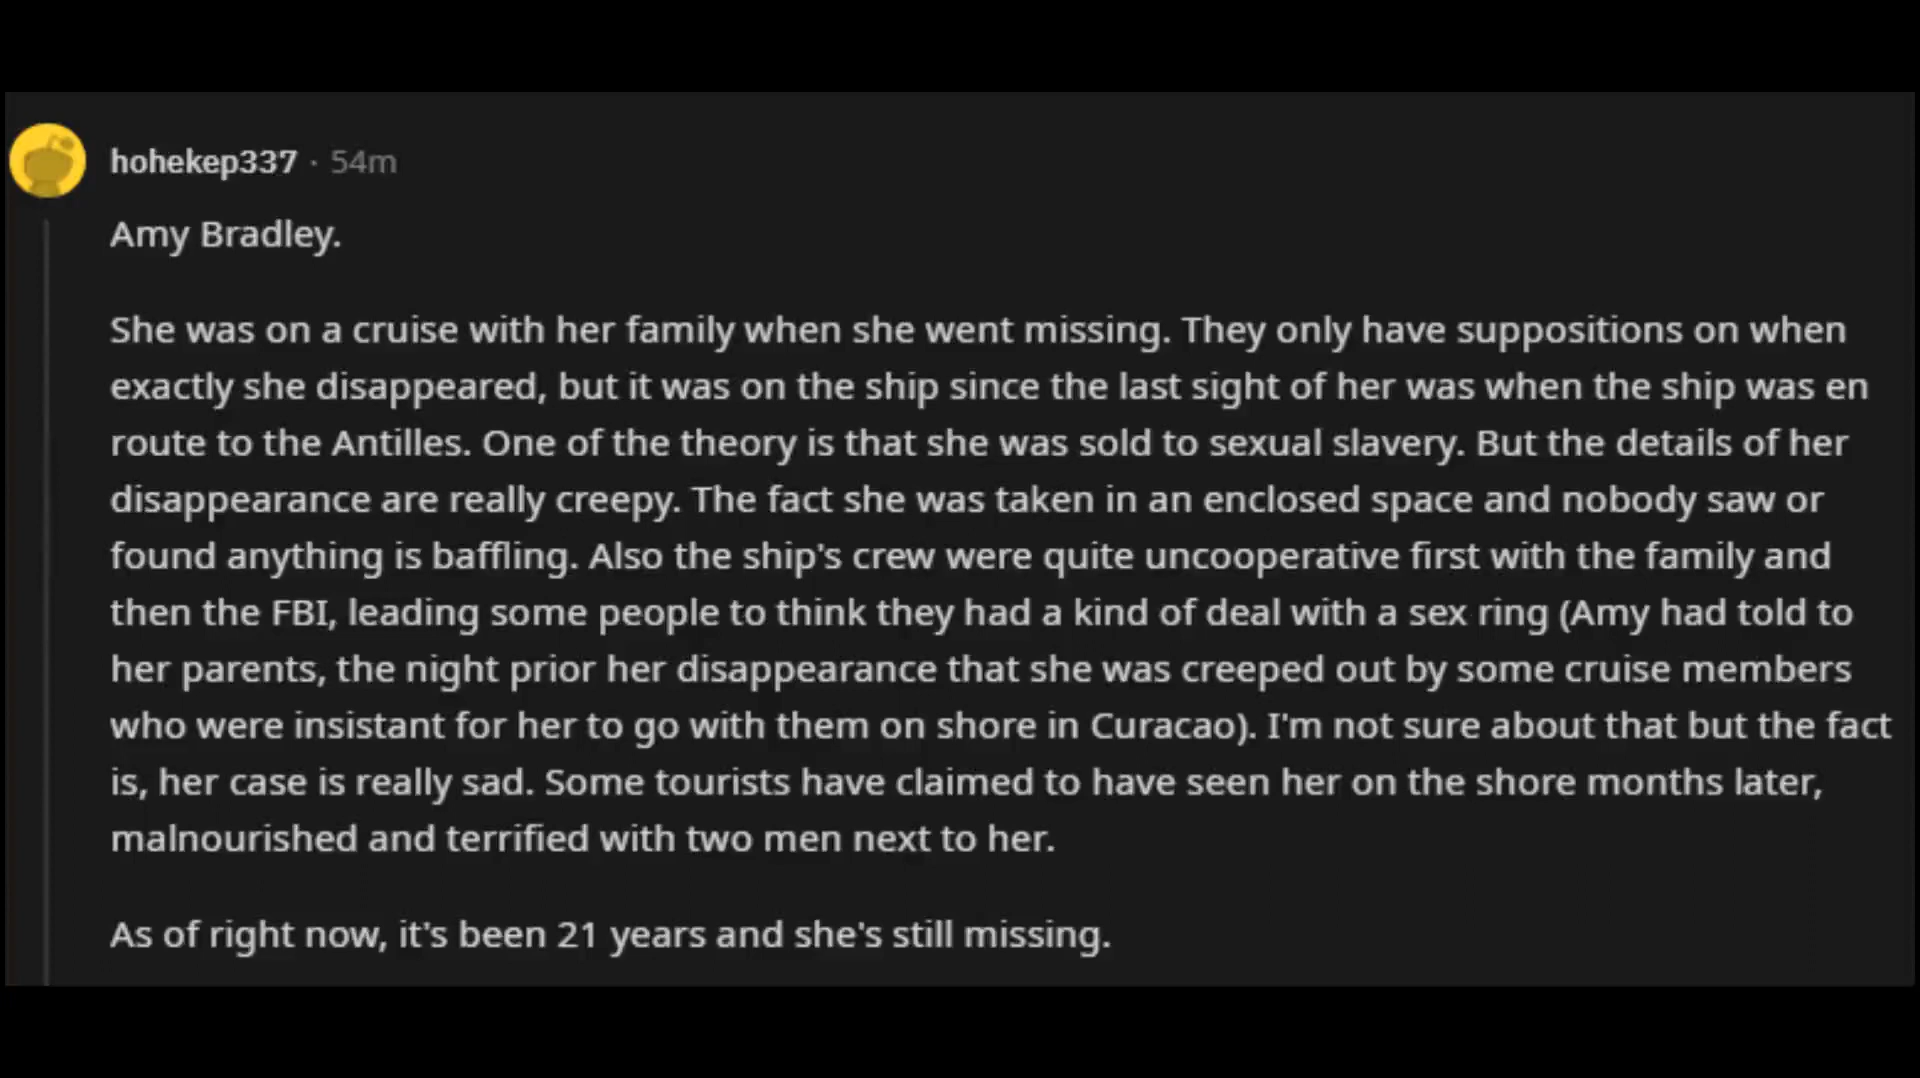 hohekep337 · 54m
Amy Bradley.
She was on a cruise with her family when she went missing. They only have suppositions on when
exactly she disappeared, but it was on the ship since the last sight of her was when the ship was en
route to the Antilles. One of the theory is that she was sold to sexual slavery. But the details of her
disappearance are really creepy. The fact she was taken in an enclosed space and nobody saw or
found anything is baffling. Also the ship's crew were quite uncooperative first with the family and
then the FBI, leading some people to think they had a kind of deal with a sex ring (Amy had told to
her parents, the night prior her disappearance that she was creeped out by some cruise members
who were insistant for her to go with them on shore in Curacao). I'm not sure about that but the fact
is, her case is really sad. Some tourists have claimed to have seen her on the shore months later,
malnourished and terrified with two men next to her.
As of right now, it's been 21 years and she's still missing.